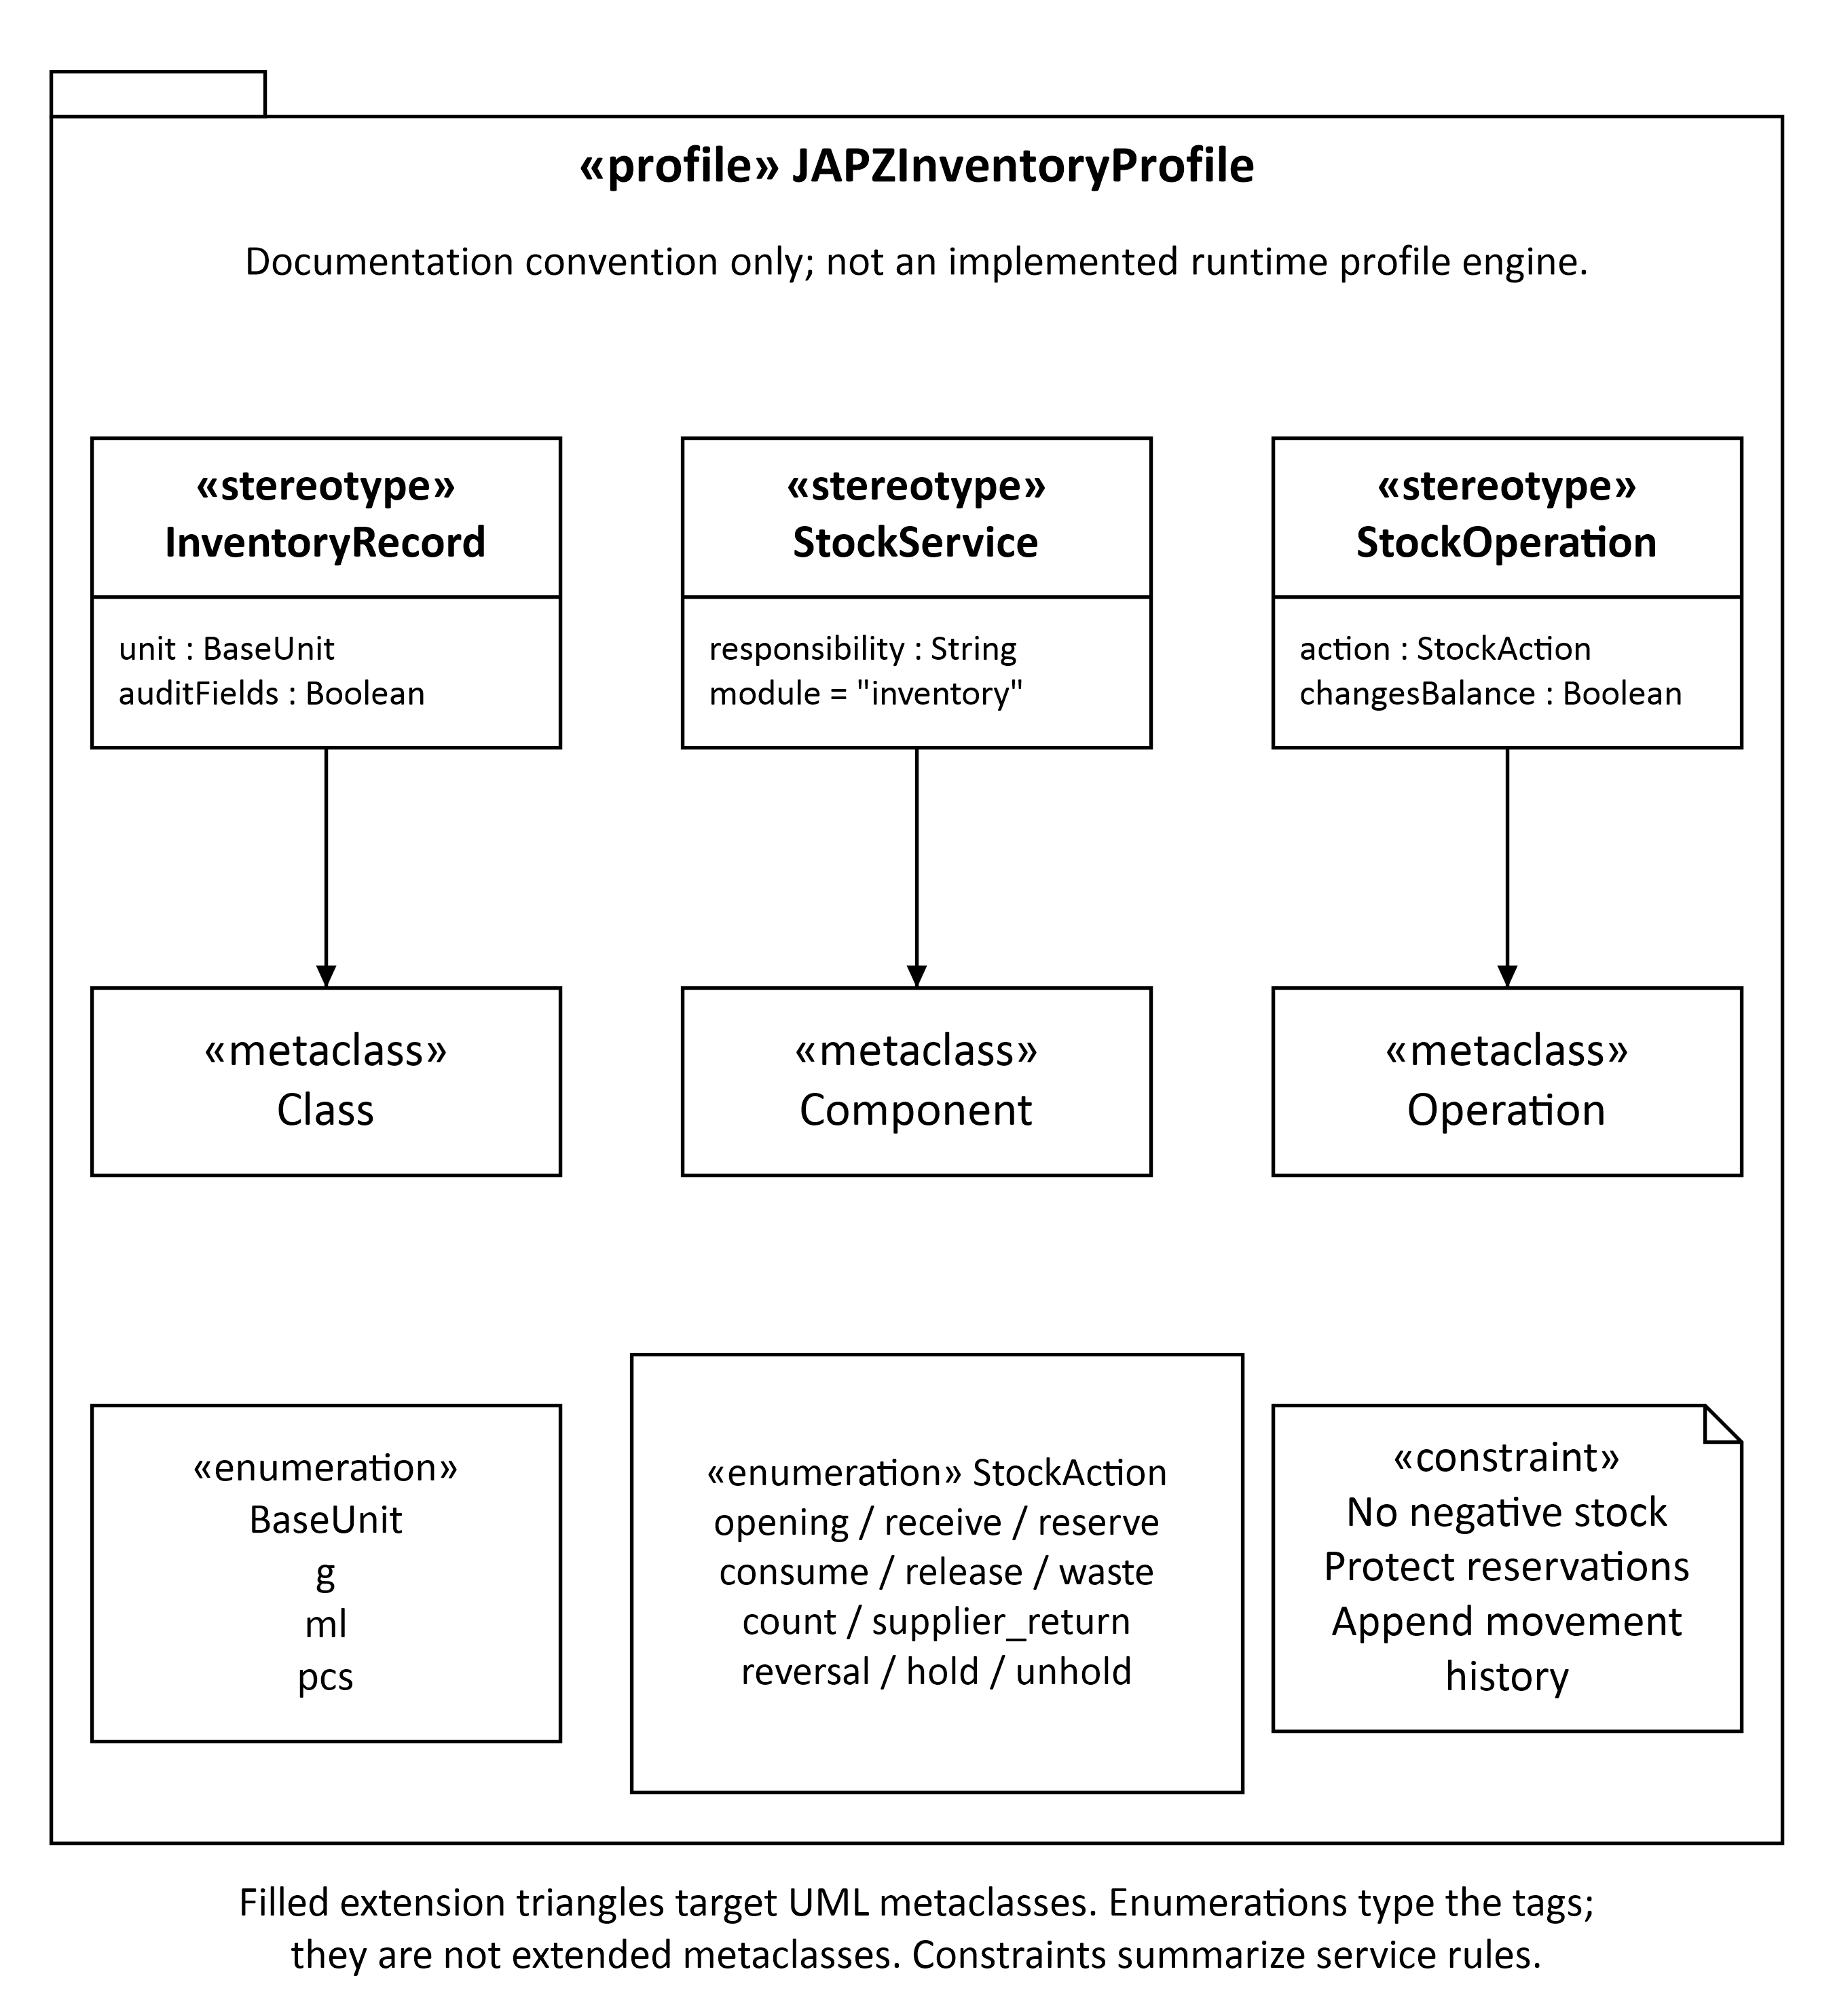 «profile» JAPZInventoryProfile
Documentation convention only; not an implemented runtime profile engine.
«stereotype»
InventoryRecord
unit : BaseUnit
auditFields : Boolean
«stereotype»
StockService
responsibility : String
module = "inventory"
«stereotype»
StockOperation
action : StockAction
changesBalance : Boolean
«metaclass»
Class
«metaclass»
Component
«metaclass»
Operation
«enumeration»
BaseUnit
g
ml
pcs
«enumeration» StockAction
opening / receive / reserve
consume / release / waste
count / supplier_return
reversal / hold / unhold
«constraint»
No negative stock
Protect reservations
Append movement
history
Filled extension triangles target UML metaclasses. Enumerations type the tags;
they are not extended metaclasses. Constraints summarize service rules.